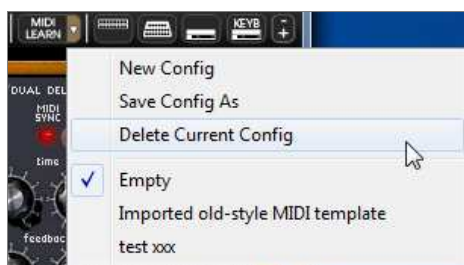 MIDI
LEARN
KEYB
-
+
New Config
Save Config As
Delete Current Config
DUAL DEL
MIDI
SYNC
time
feedbac
Empty
Imported old-style MIDI template
test xxx